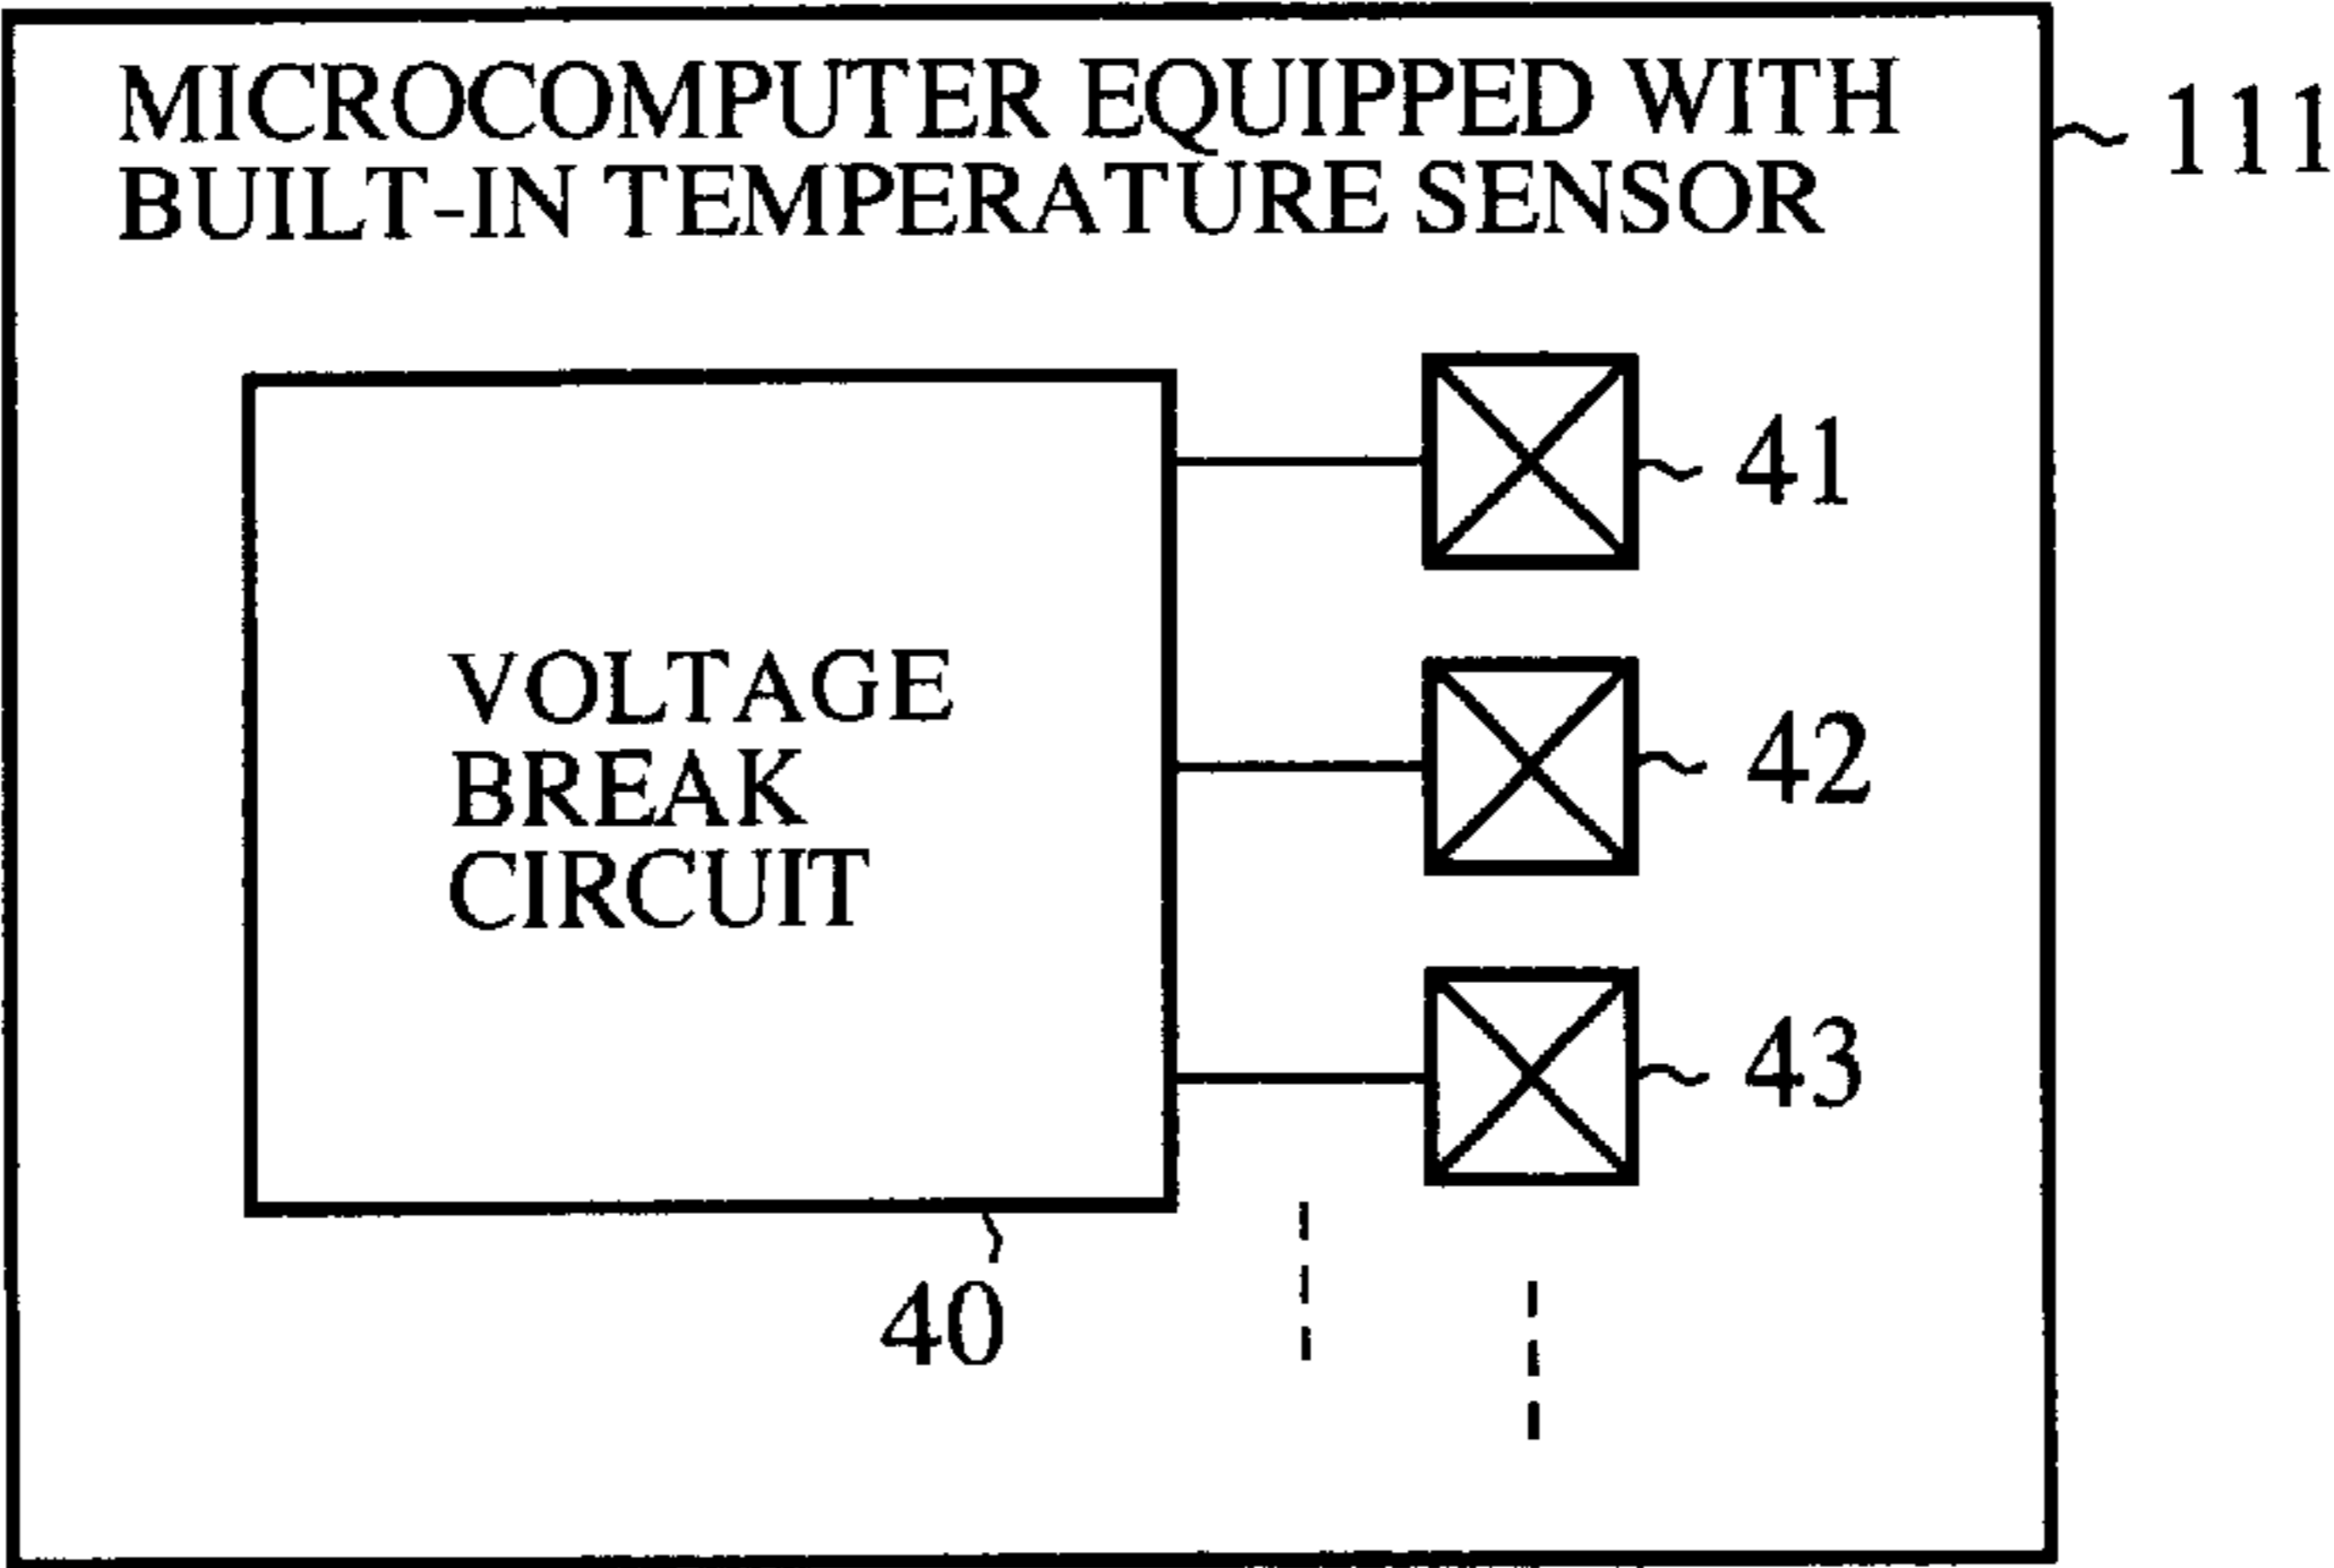 MICROCOMPUTER EQUIPPED WITH
BUILT-IN TEMPERATURE SENSOR
111
41
VOLTAGE
BREAK
CIRCUIT
42
43
40